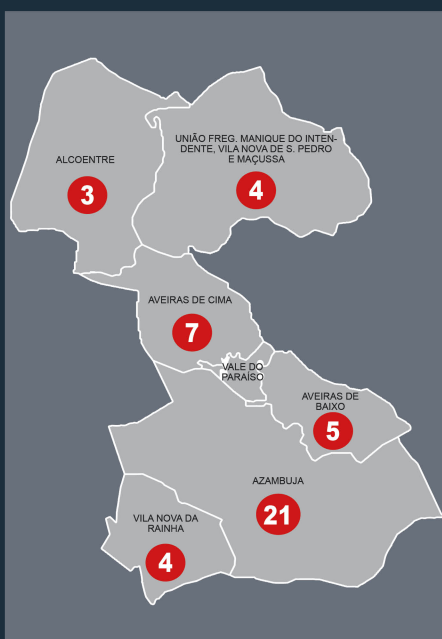 ALCOENTRE
3
UNIÃO FREG. MANIQUE DO INTEN-
DENTE, VILA NOVA DE S. PEDRO
E MAÇUSSA
4
AVEIRAS DE CIMA
7
VALE DO
PARAÍSO
AVEIRAS DE
BAIXO
5
AZAMBUJA
21
VILA NOVA DA
RAINHA
4